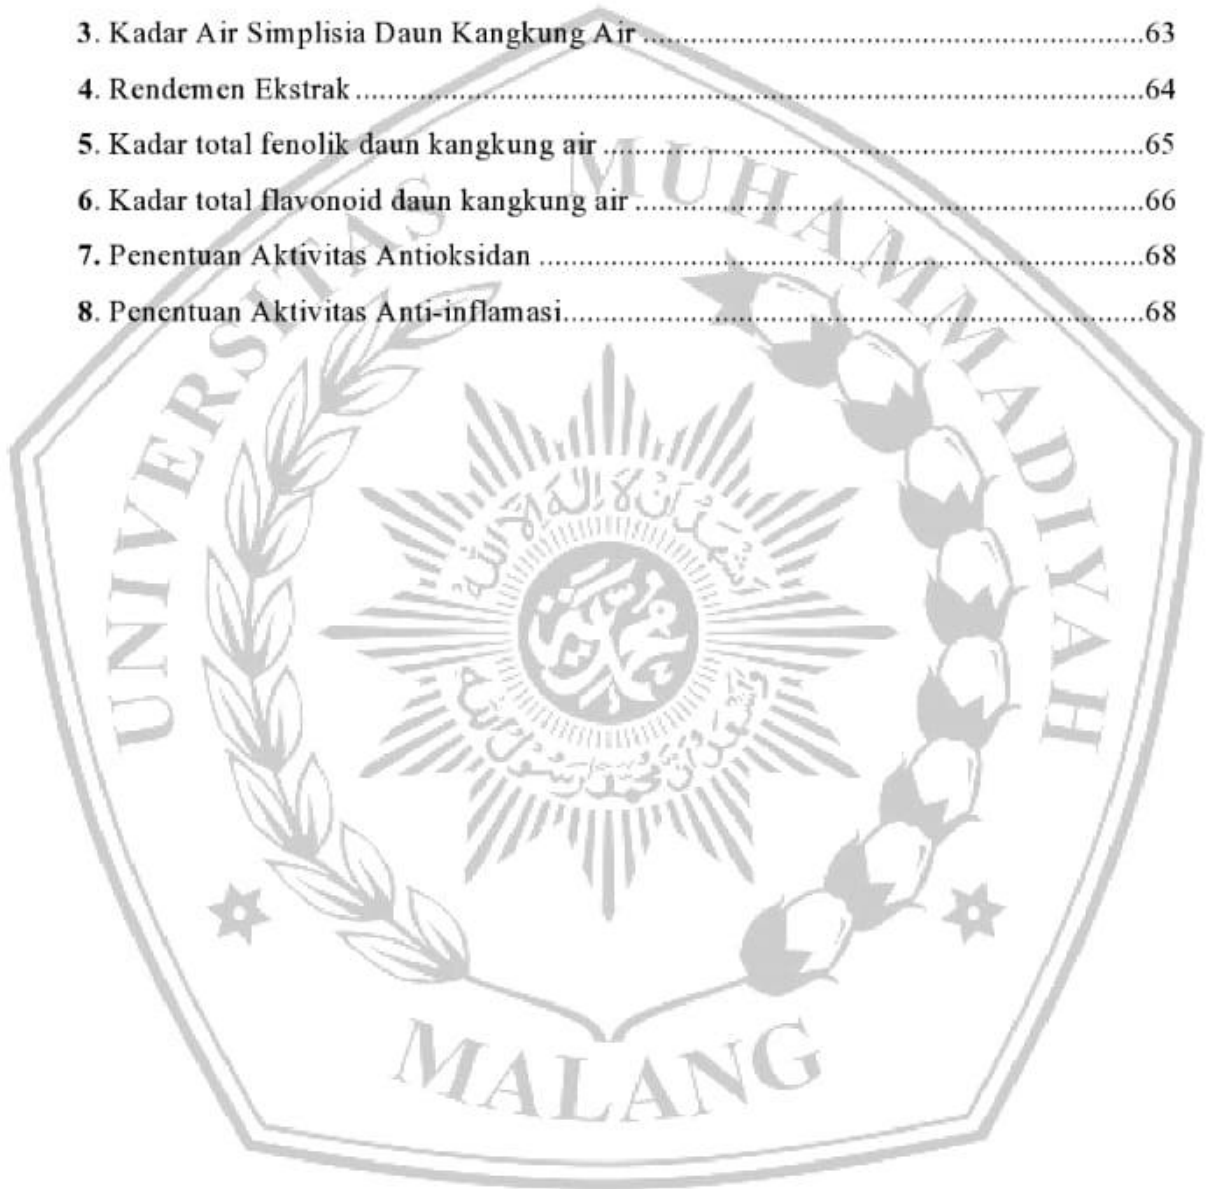 3. Kadar Air Simplisia Daun Kangkung Air ................................................................63
4. Rendemen Ekstrak ....................................................................................................64
5. Kadar total fenolik daun kangkung air .....................................................................65
6. Kadar total flavonoid daun kangkung air .................................................................66
7. Penentuan Aktivitas Antioksidan .............................................................................68
8. Penentuan Aktivitas Anti-inflamasi..........................................................................68
UNIVERSITAS MUHAMMADIYAH
MALANG